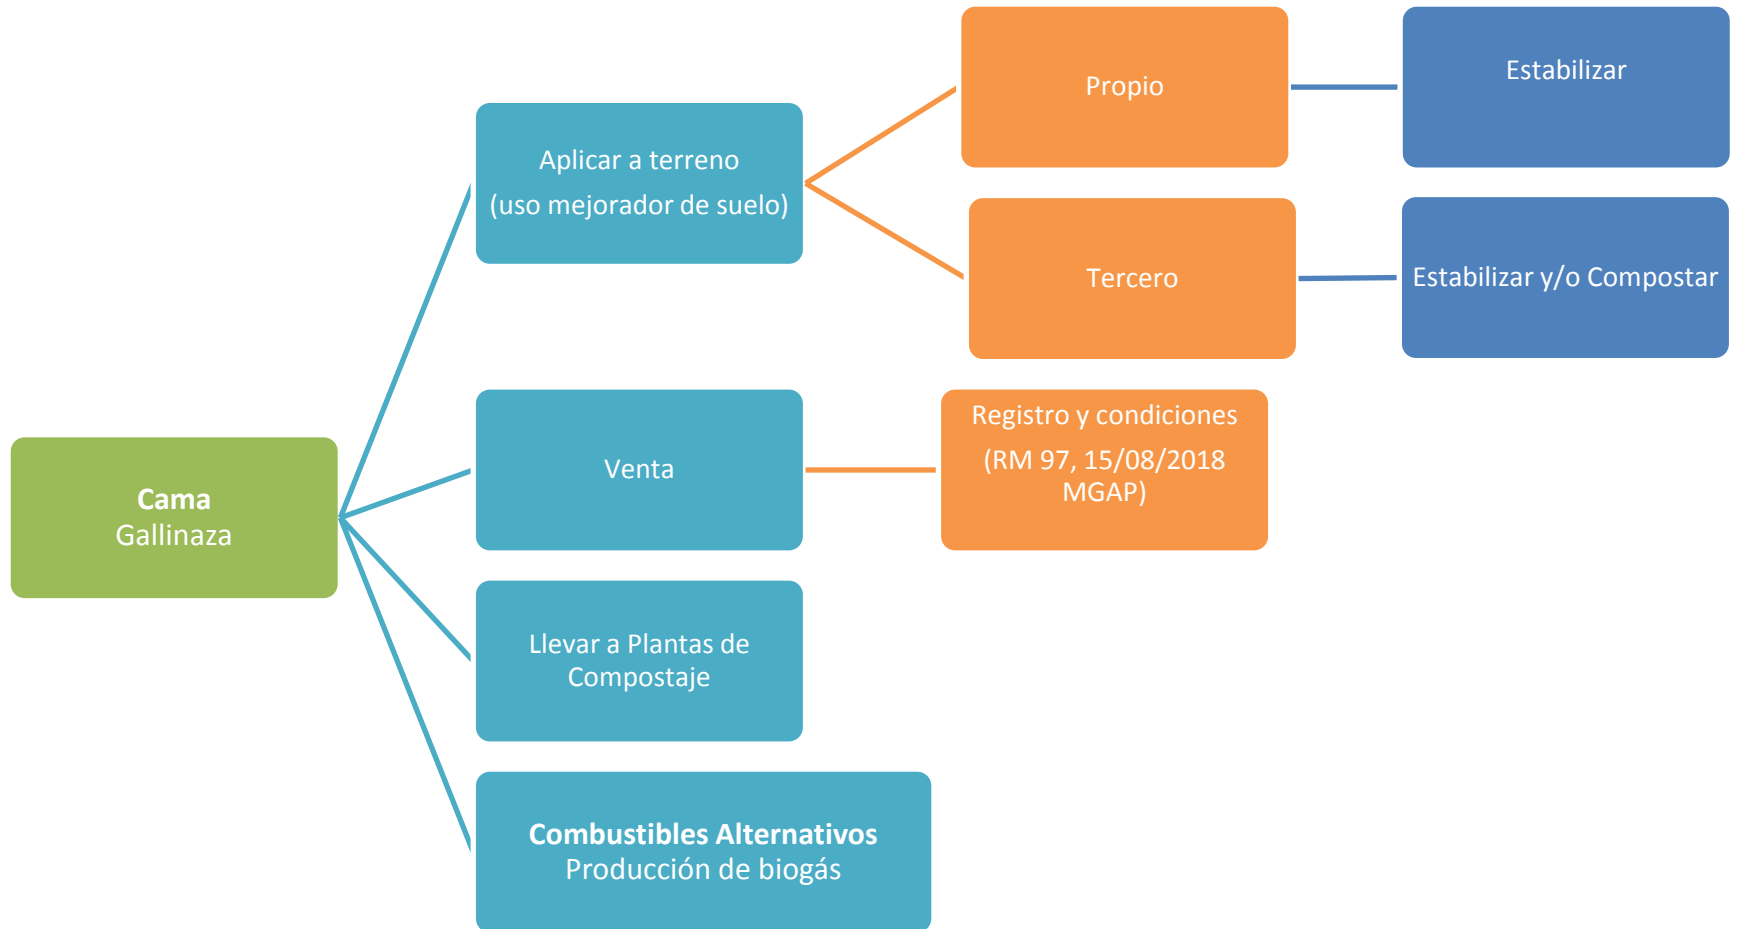 Propio
Estabilizar
Aplicar a terreno
(uso mejorador de suelo)
Tercero
Estabilizar y/o Compostar
Cama
Gallinaza
Venta
Registro y condiciones
(RM 97, 15/08/2018
MGAP)
Llevar a Plantas de
Compostaje
Combustibles Alternativos
Producción de biogás